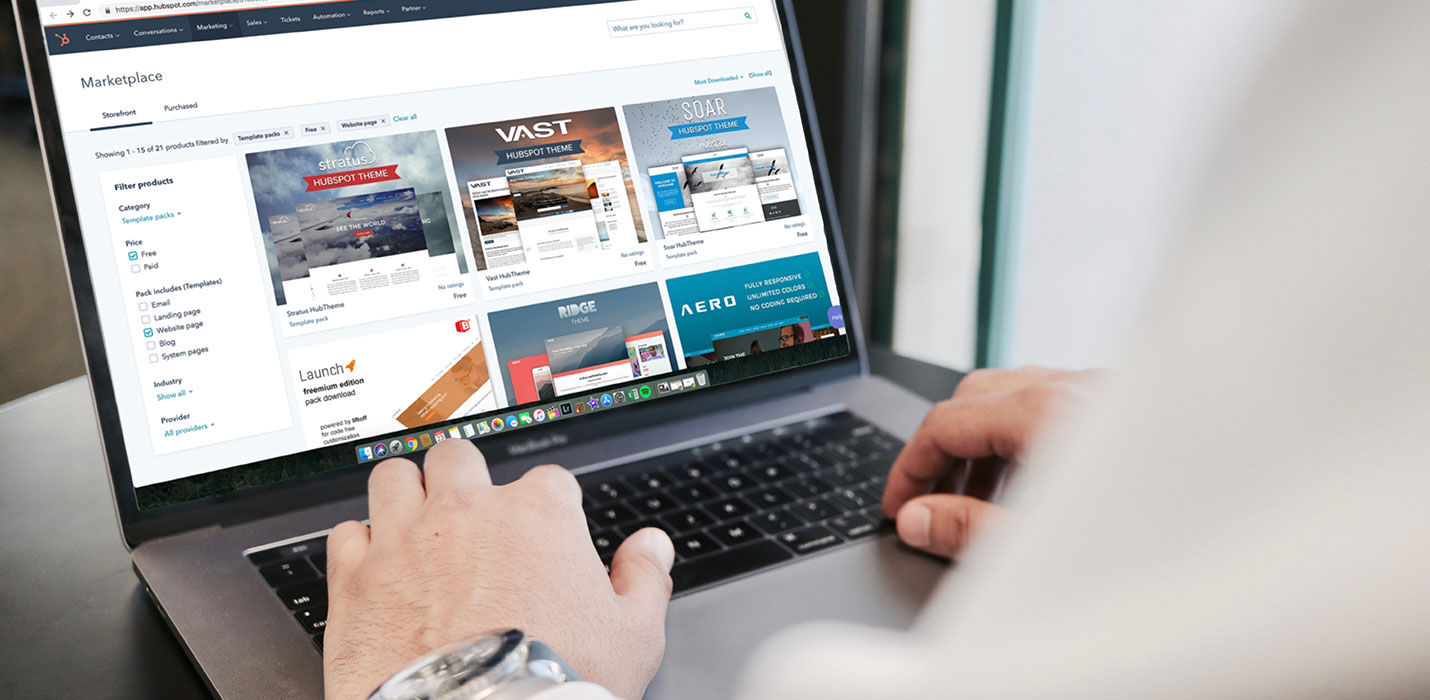 https://app.hubspot.com/marketplace/
Contacts
Conversations
Marketing
Sales
Tickets
Automation
Reports
Partner
What are you looking for?
Marketplace
Storefront
Purchased
Most Downloaded
(Show all)
Showing 1 - 15 of 21 products filtered by
Template packs ×
Free ×
Website page ×
Clear all
Filter products
Category
Template packs
Price
Free
Paid
Pack includes (Templates)
Email
Landing page
Website page
Blog
System pages
Industry
Show all
Provider
All providers
stratus
HUBSPOT THEME
SEE THE WORLD
Stratus HubTheme
Template pack
No ratings
Free
VAST
HUBSPOT THEME
VAST
VAST
Vast HubTheme
Template pack
No ratings
Free
SOAR
HUBSPOT THEME
Soar HubTheme
Template pack
No ratings
Free
Launch
freemium edition
pack download
powered by liftoff
for code free
customization
RIDGE
THEME
AERO
FULLY RESPONSIVE
UNLIMITED COLORS
NO CODING REQUIRED
JOIN THE
Help
MacBook Pro
tab